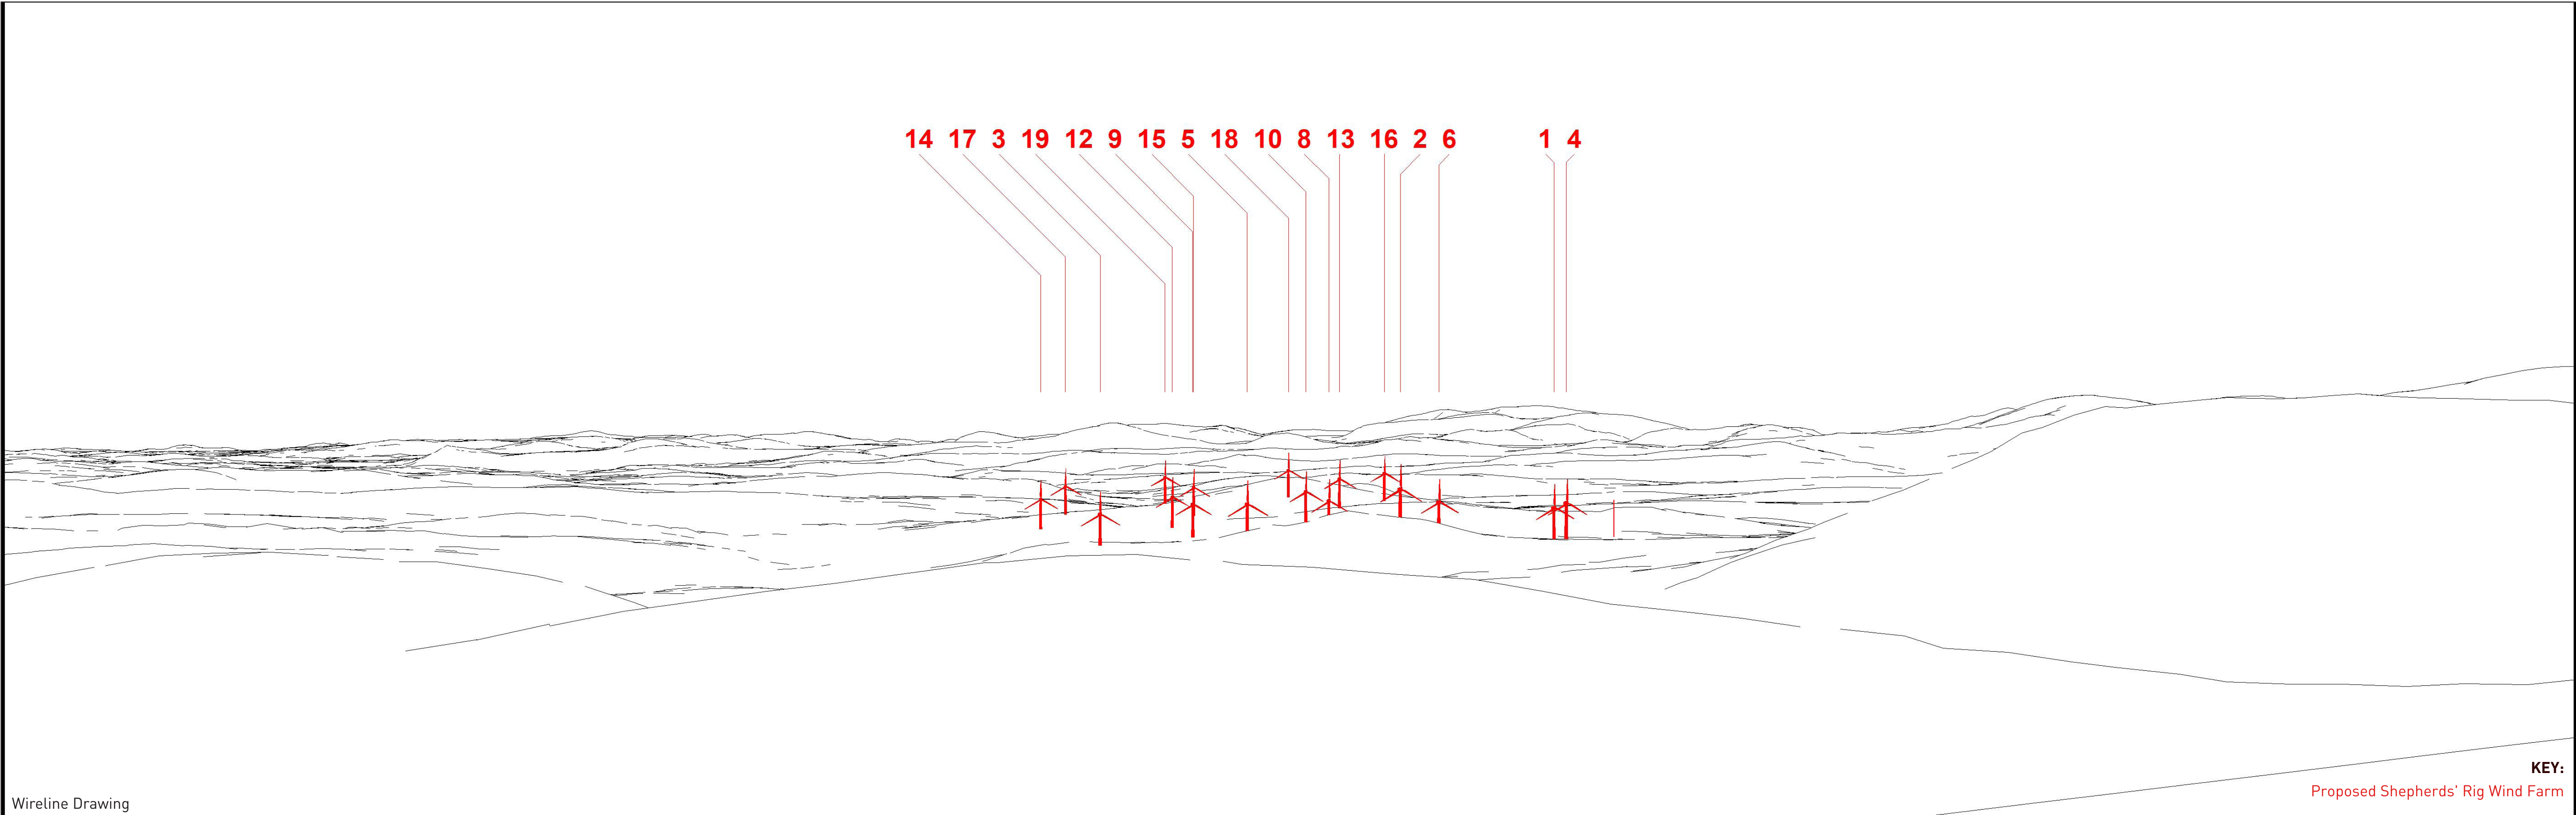 14 17 3 19 12 9 15 5 18 10 8 13 16 2 6 1 4
KEY:
Wireline Drawing
Proposed Shepherds' Rig Wind Farm